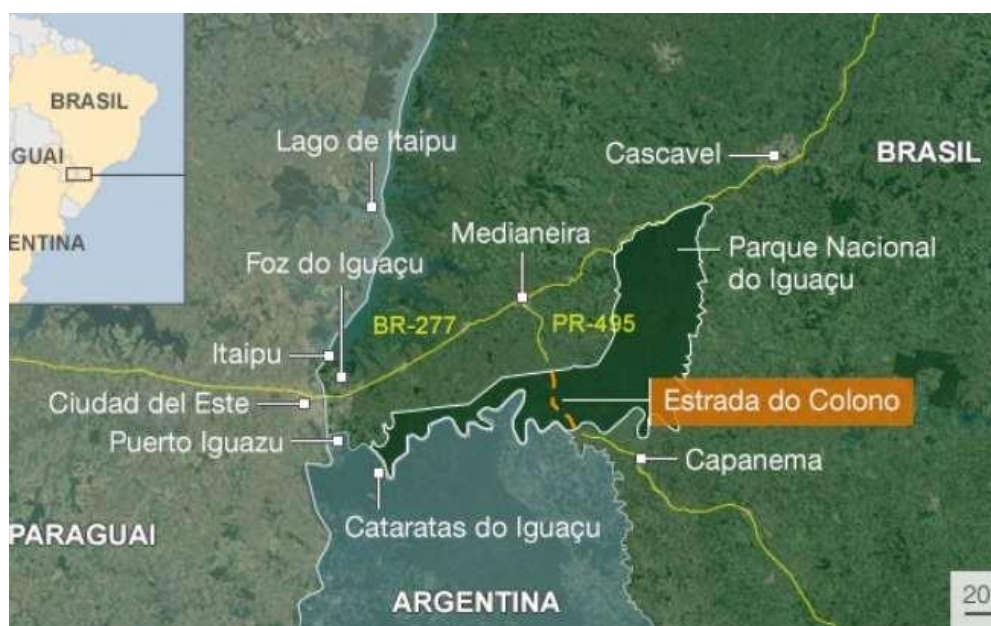 BRASIL
GUAI
ENTINA
Lago de Itaipu
Cascavel
BRASIL
Medianeira
Parque Nacional
do Iguaçu
Foz do Iguaçu
BR-277
PR-495
Itaipu
Ciudad del Este
Estrada do Colono
Puerto Iguazu
Capanema
Cataratas do Iguaçu
PARAGUAI
ARGENTINA
20